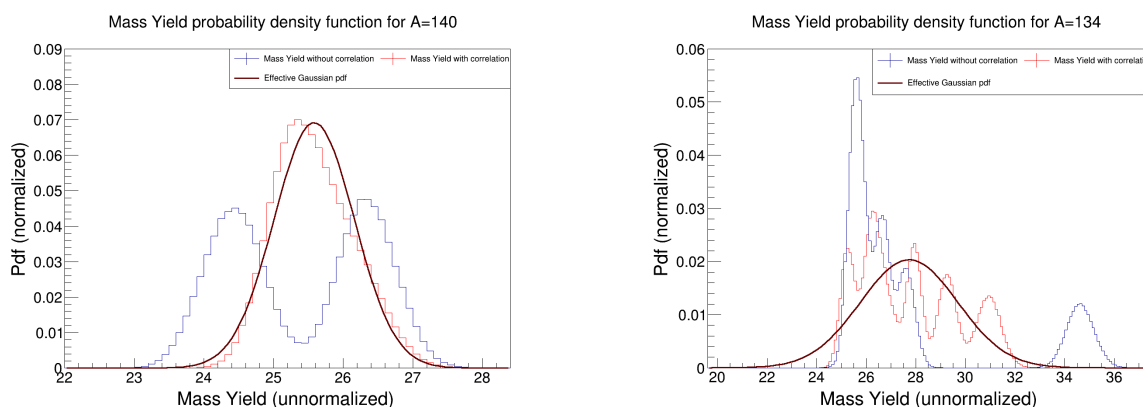 Mass Yield probability density function for A=140
0.09
0.08
0.07
0.06
0.05
0.04
0.03
0.02
0.01
0
Pdf (normalized)
Mass Yield without correlation Mass Yield with correlation
Effective Gaussian pdf
22 23 24 25 26 27 28
Mass Yield (unnormalized)
Mass Yield probability density function for A=134
0.06
0.05
0.04
0.03
0.02
0.01
0
Pdf (normalized)
Mass Yield without correlation Mass Yield with correlati
Effective Gaussian pdf
20 22 24 26 28 30 32 34 36
Mass Yield (unnormalized)